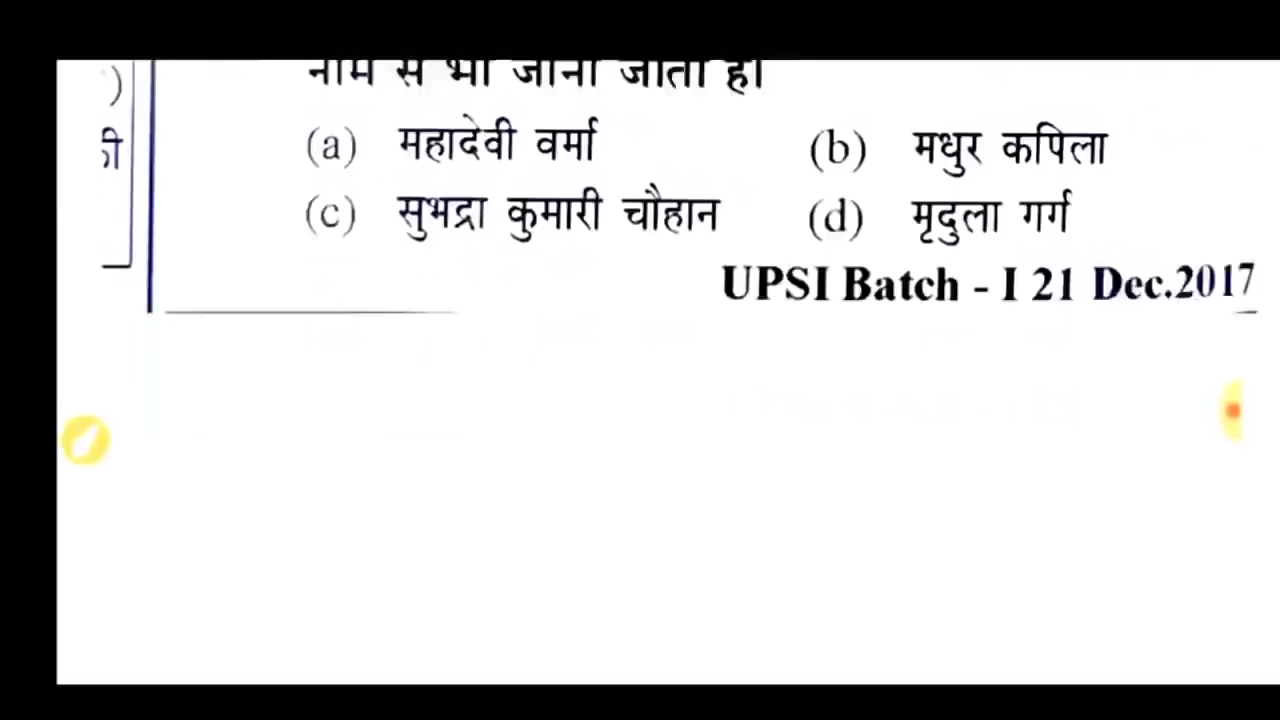 )
नाम से भी जाना जाता है।
(a) महादेवी वर्मा (b) मधुर कपिला
(c) सुभद्रा कुमारी चौहान (d) मृदुला गर्ग
UPSI Batch - I 21 Dec.2017